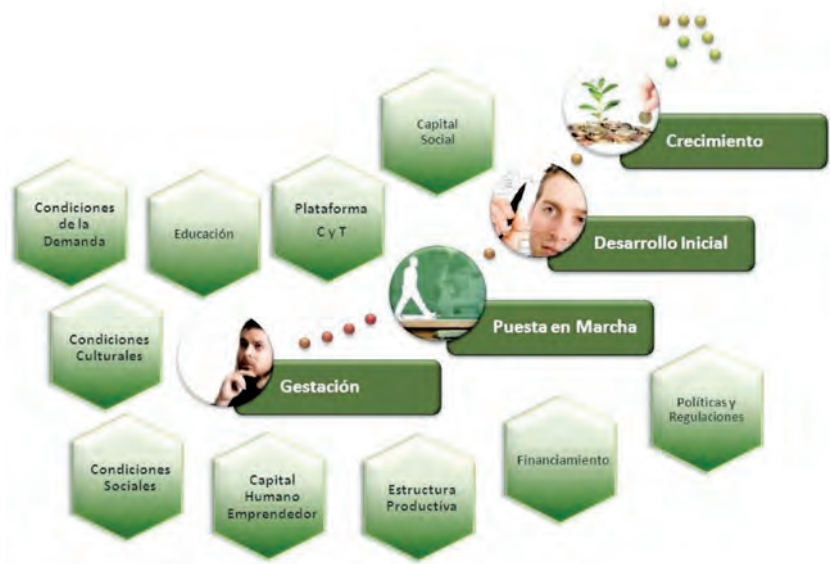 Capital
Social
Crecimiento
Condiciones
de la
Demanda
Educación
Plataforma
C y T
Desarrollo Inicial
Condiciones
Culturales
Puesta en Marcha
Gestación
Políticas y
Regulaciones
Condiciones
Sociales
Capital
Humano
Emprendedor
Estructura
Productiva
Financiamiento